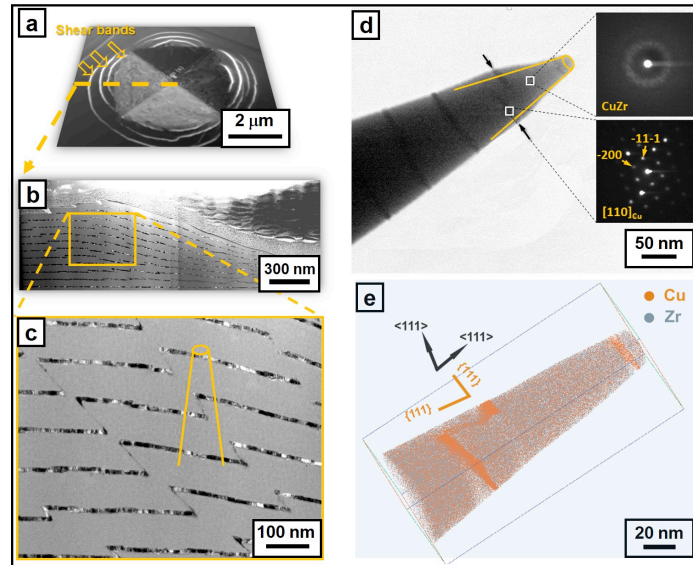 a
Shear bands
2 μm
b
300 nm
c
100 nm
d
CuZr
-11-1
-200
[110]Cu
50 nm
e
Cu
Zr
<111>
<111>
{111}
{111}
20 nm